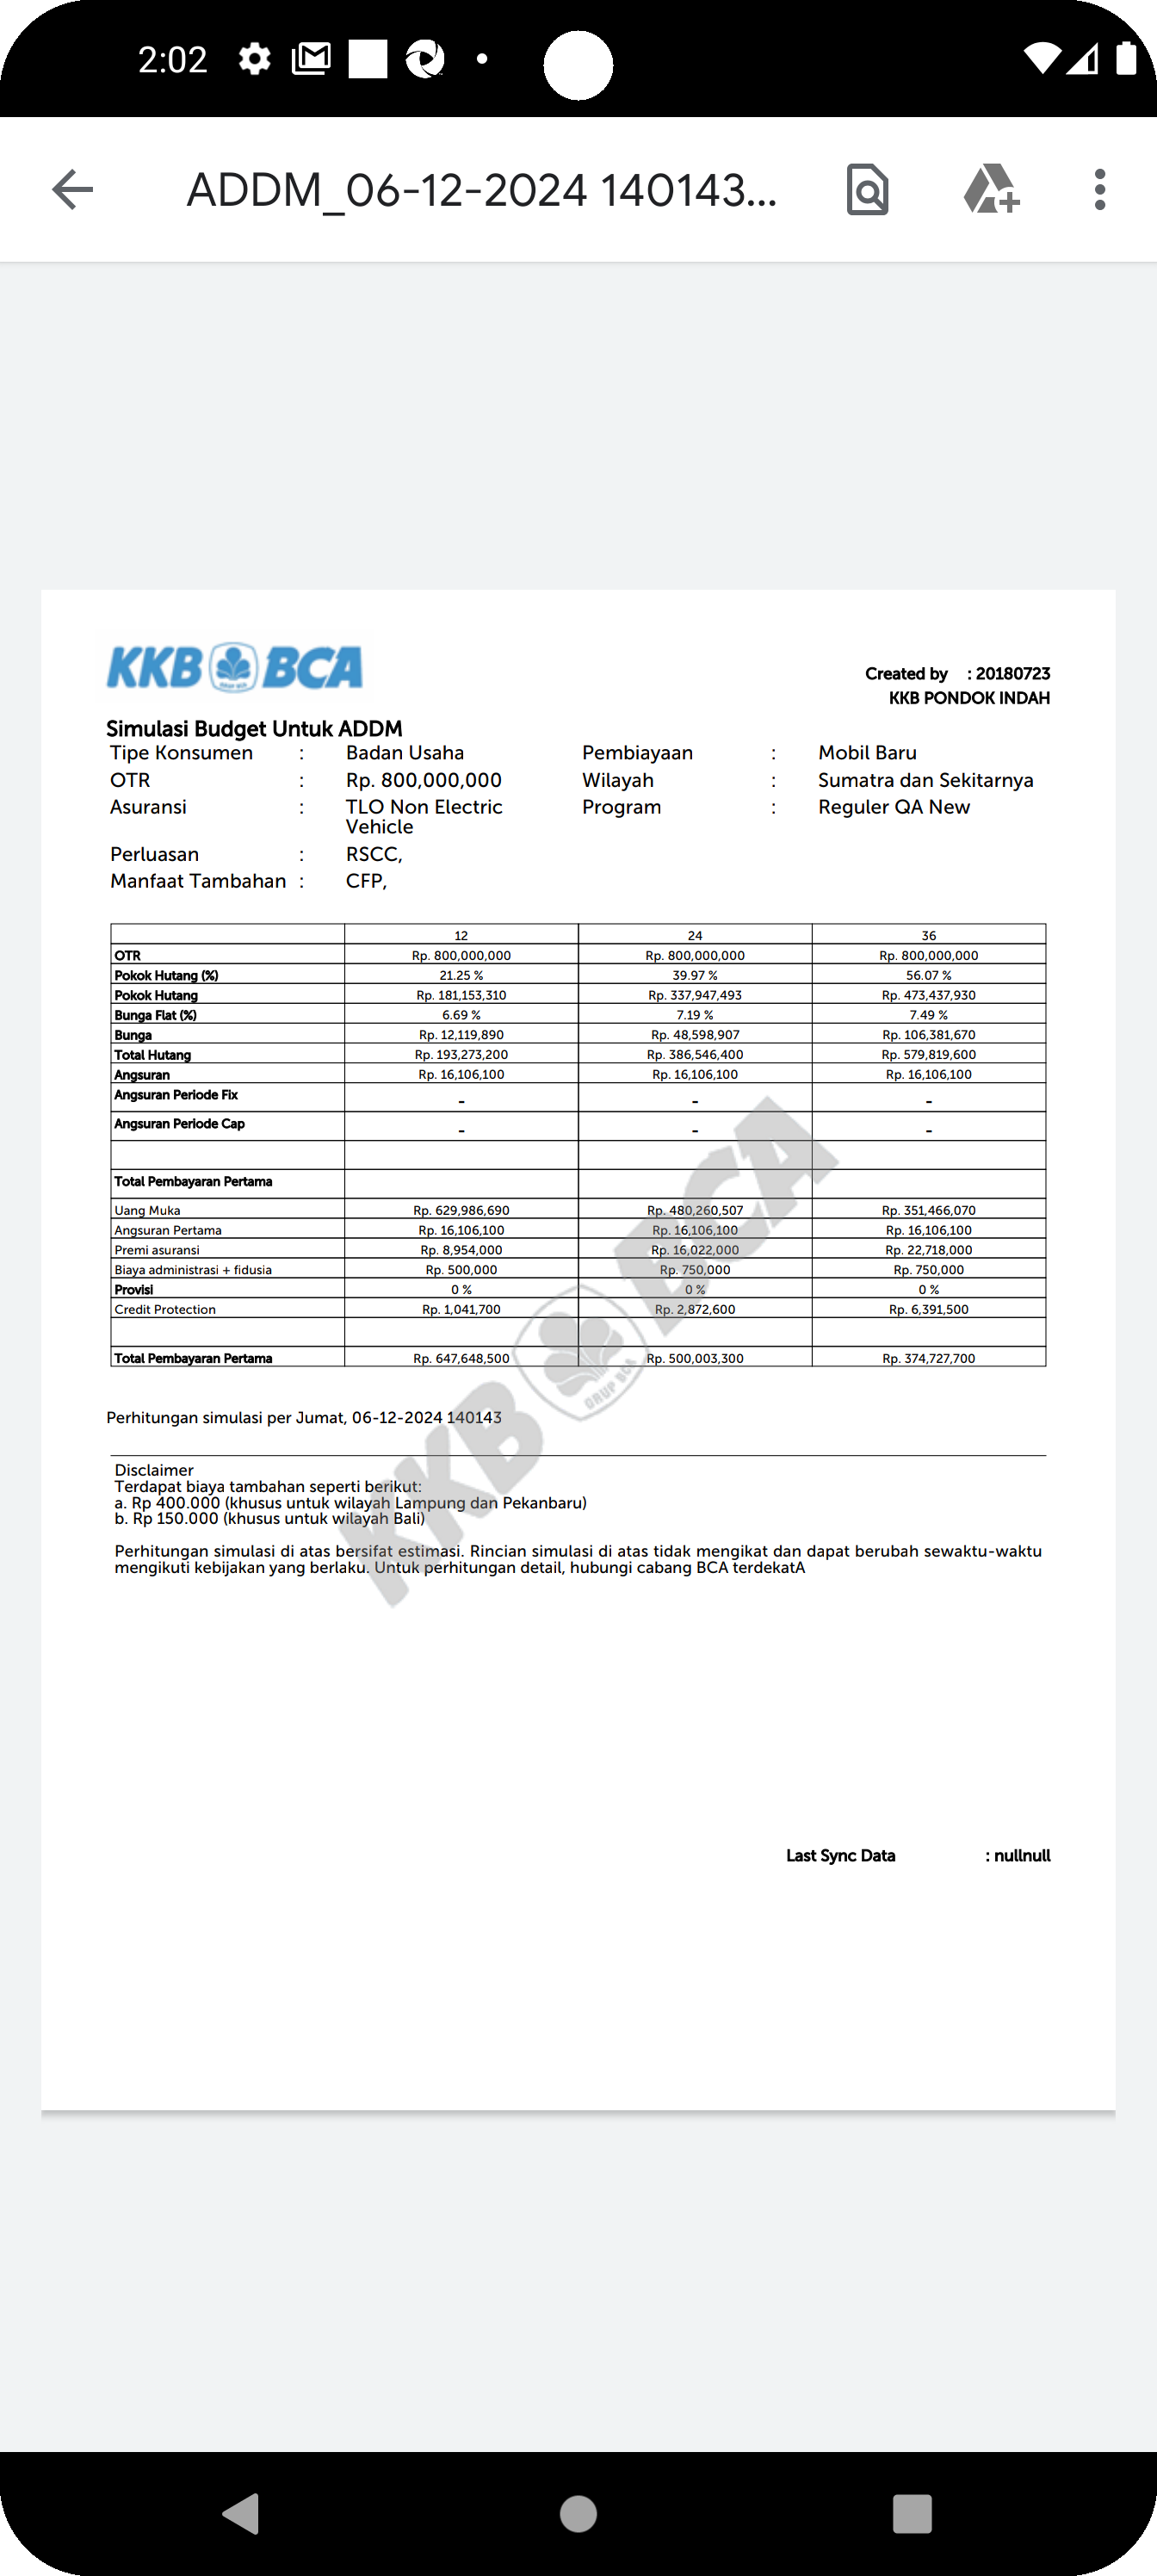 2:02
ADDM_06-12-2024 140143...
KKB BCA
GRUP BCA
Created by : 20180723
KKB PONDOK INDAH
Simulasi Budget Untuk ADDM
Tipe Konsumen : Badan Usaha Pembiayaan : Mobil Baru
OTR : Rp. 800,000,000 Wilayah : Sumatra dan Sekitarnya
Asuransi : TLO Non Electric Program : Reguler QA New
Vehicle
Perluasan : RSCC,
Manfaat Tambahan : CFP,
12 24 36
OTR Rp. 800,000,000 Rp. 800,000,000 Rp. 800,000,000
Pokok Hutang (%) 21.25 % 39.97 % 56.07 %
Pokok Hutang Rp. 181,153,310 Rp. 337,947,493 Rp. 473,437,930
Bunga Flat (%) 6.69 % 7.19 % 7.49 %
Bunga Rp. 12,119,890 Rp. 48,598,907 Rp. 106,381,670
Total Hutang Rp. 193,273,200 Rp. 386,546,400 Rp. 579,819,600
Angsuran Rp. 16,106,100 Rp. 16,106,100 Rp. 16,106,100
Angsuran Periode Fix - - -
Angsuran Periode Cap - - -
Total Pembayaran Pertama
Uang Muka Rp. 629,986,690 Rp. 480,260,507 Rp. 351,466,070
Angsuran Pertama Rp. 16,106,100 Rp. 16,106,100 Rp. 16,106,100
Premi asuransi Rp. 8,954,000 Rp. 16,022,000 Rp. 22,718,000
Biaya administrasi + fidusia Rp. 500,000 Rp. 750,000 Rp. 750,000
Provisi 0 % 0 % 0 %
Credit Protection Rp. 1,041,700 Rp. 2,872,600 Rp. 6,391,500
Total Pembayaran Pertama Rp. 647,648,500 Rp. 500,003,300 Rp. 374,727,700
KKB BCA
GRUP BCA
Perhitungan simulasi per Jumat, 06-12-2024 140143
Disclaimer
Terdapat biaya tambahan seperti berikut:
a. Rp 400.000 (khusus untuk wilayah Lampung dan Pekanbaru)
b. Rp 150.000 (khusus untuk wilayah Bali)
Perhitungan simulasi di atas bersifat estimasi. Rincian simulasi di atas tidak mengikat dan dapat berubah sewaktu-waktu
mengikuti kebijakan yang berlaku. Untuk perhitungan detail, hubungi cabang BCA terdekatA
Last Sync Data : nullnull